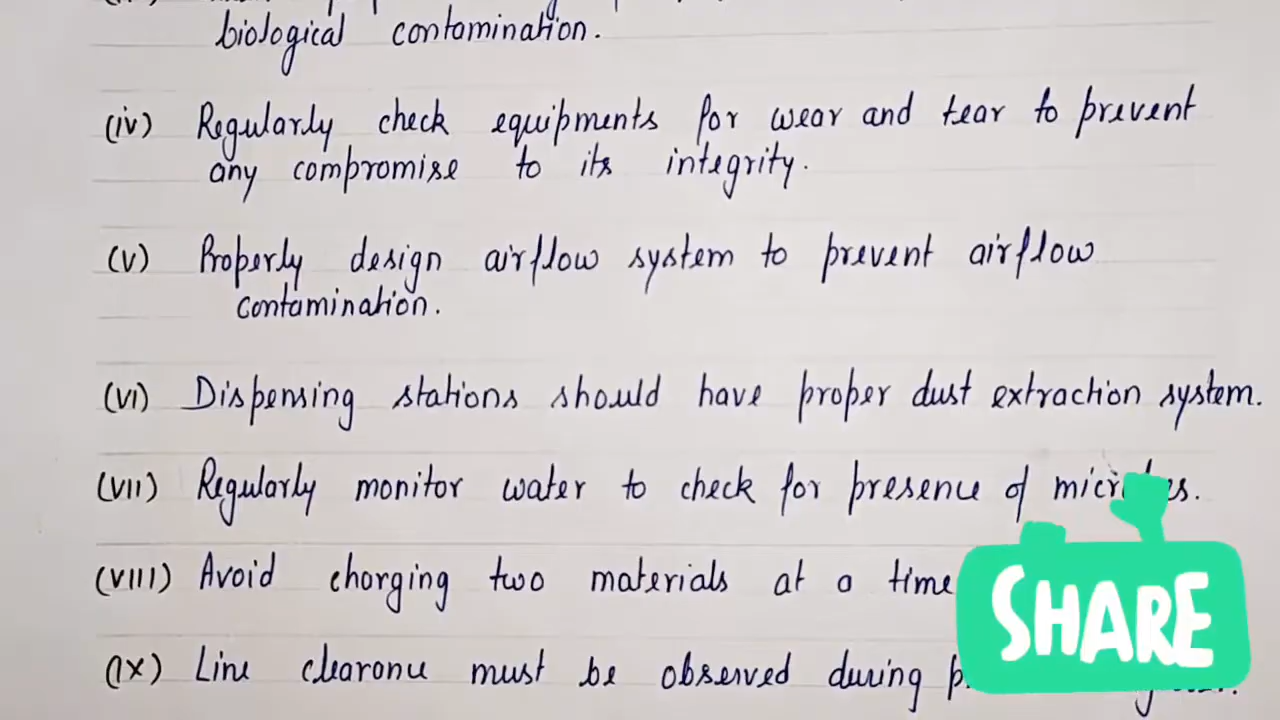 biological contamination.
(iv) Regularly check equipments for wear and tear to prevent
any compromise to its integrity.
(v) Properly design airflow system to prevent airflow
contamination.
(vi) Dispensing stations should have proper dust extraction system.
(vii) Regularly monitor water to check for presence of
(viii) Avoid charging two materials at a time
(ix) Line clearance must be observed during
SHARE